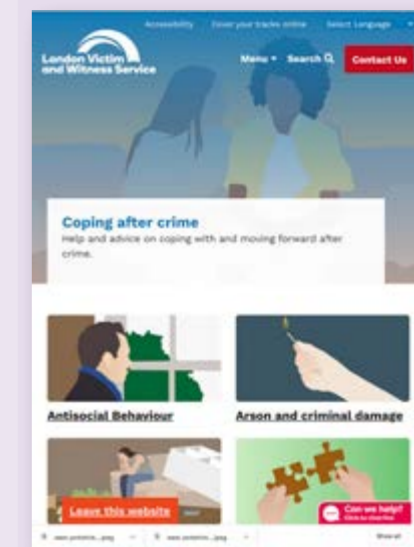 Accessibility Cover your tracks online Select Language
London Victim
and Witness Service
Menu Search Contact Us
Coping after crime
Help and advice on coping with and moving forward after
crime.
Antisocial Behaviour Arson and criminal damage
Leave this website
Can we help?
Show all